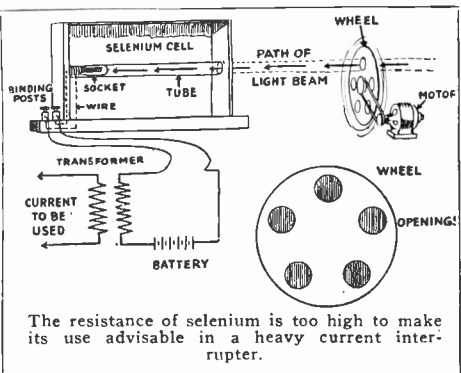 WHEEL
SELENIUM CELL
PATH OF
LIGHT BEAM
BINDING
POSTS
SOCKET
TUBE
WIRE
MOTOR
TRANSFORMER
WHEEL
CURRENT
TO BE
USED
OPENINGS
BATTERY
The resistance of selenium is too high to make
its use advisable in a heavy current inter-
rupter.